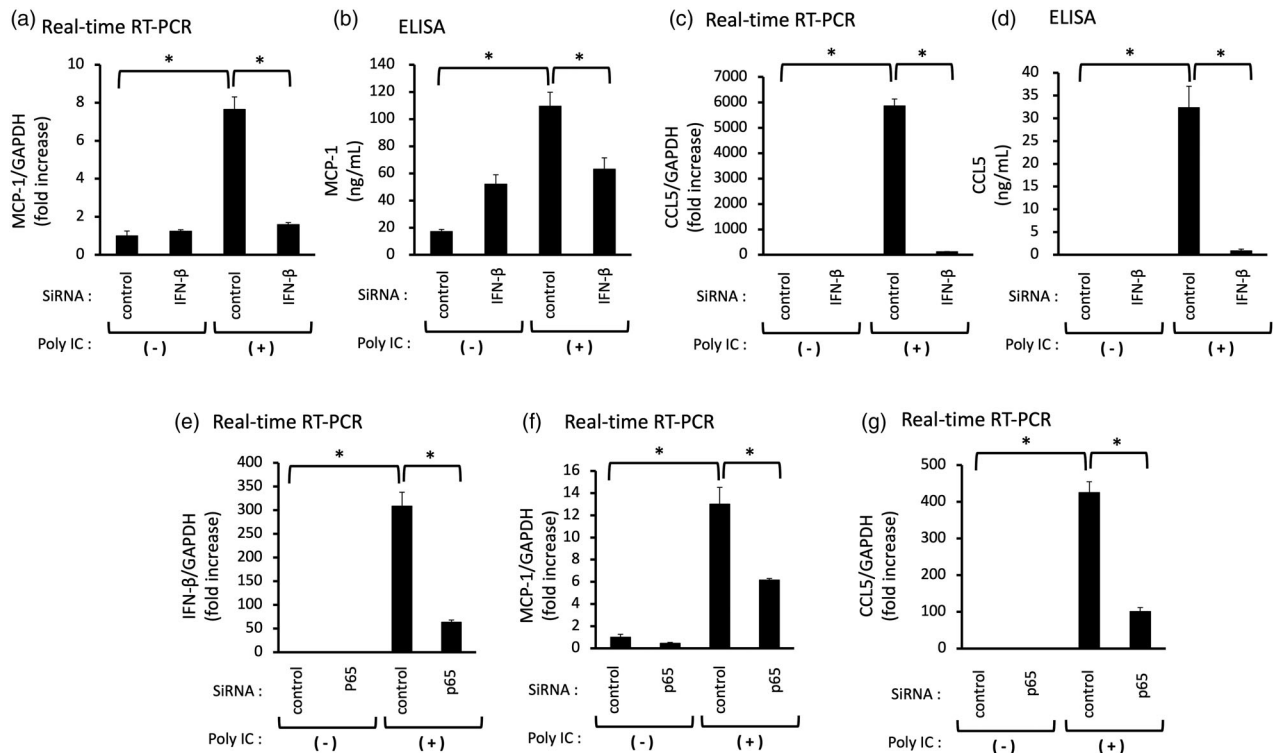 (a) Real-time RT-PCR
MCP-1/GAPDH
(fold increase)
10
8
6
4
2
0
*
*
control
IFN-β
control
IFN-β
SiRNA :
Poly IC :
(-)
(+)
(b) ELISA
MCP-1
(ng/mL)
140
120
100
80
60
40
20
0
*
*
control
IFN-β
control
IFN-β
(-)
(+)
(c) Real-time RT-PCR
CCL5/GAPDH
(fold increase)
7000
6000
5000
4000
3000
2000
1000
0
*
*
control
IFN-β
control
IFN-β
SiRNA :
Poly IC :
(-)
(+)
(d) ELISA
CCL5
(ng/mL)
40
35
30
25
20
15
10
5
0
*
*
control
IFN-β
control
IFN-β
(-)
(+)
(e) Real-time RT-PCR
IFN-β/GAPDH
(fold increase)
400
350
300
250
200
150
100
50
0
*
*
control
P65
control
p65
SiRNA :
Poly IC :
(-)
(+)
(f) Real-time RT-PCR
MCP-1/GAPDH
(fold increase)
16
14
12
10
8
6
4
2
0
*
*
control
p65
control
p65
SiRNA :
Poly IC :
(-)
(+)
(g) Real-time RT-PCR
CCL5/GAPDH
(fold increase)
500
400
300
200
100
0
*
*
control
p65
control
p65
SiRNA :
Poly IC :
(-)
(+)